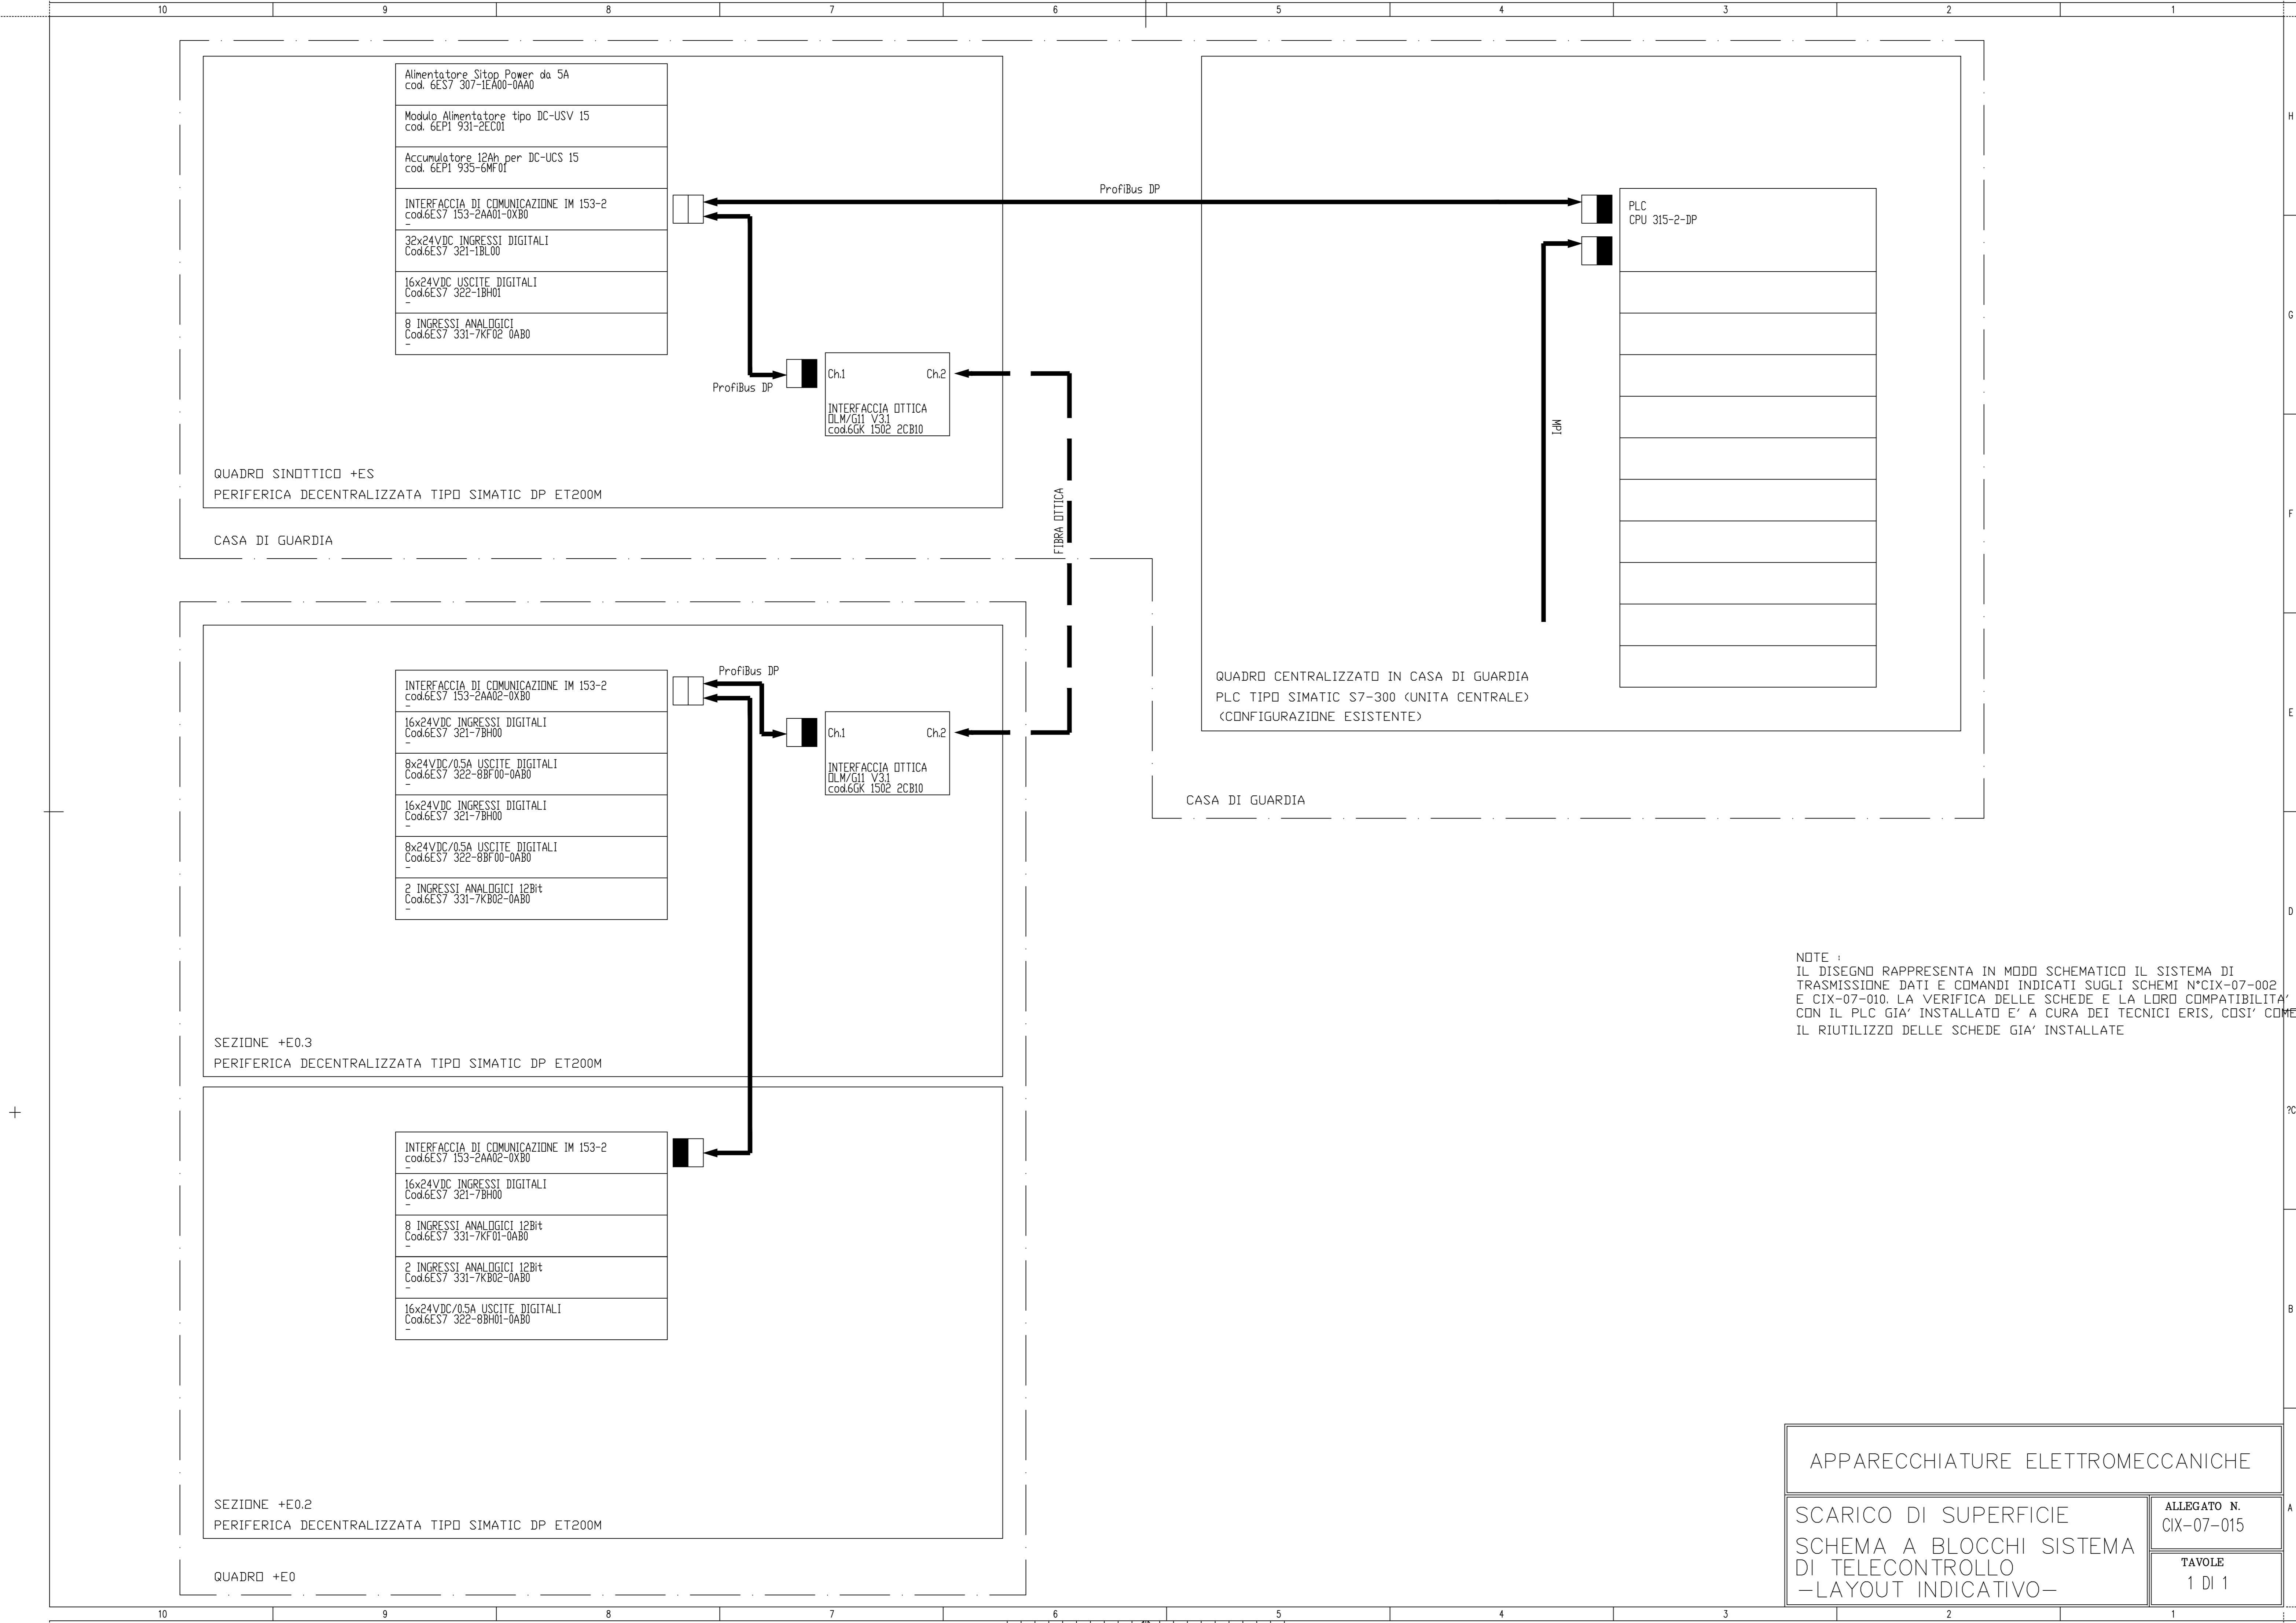 10 9 8 7 6 5 4 3 2 1
Alimentatore Sitop Power da 5A
cod. 6ES7 307-1EA00-0AA0
Modulo Alimentatore tipo DC-USV 15
cod. 6EP1 931-2EC01
Accumulatore 12Ah per DC-UCS 15
cod. 6EP1 935-6MF01
INTERFACCIA DI COMUNICAZIONE IM 153-2
cod.6ES7 153-2AA01-0XB0
-
32x24VDC INGRESSI DIGITALI
Cod.6ES7 321-1BL00
16x24VDC USCITE DIGITALI
Cod.6ES7 322-1BH01
-
8 INGRESSI ANALOGICI
Cod.6ES7 331-7KF02 0AB0
-
ProfiBus DP
ProfiBus DP
Ch.1 Ch.2
INTERFACCIA OTTICA
OLM/G11 V3.1
cod.6GK 1502 2CB10
QUADRO SINOTTICO +ES
PERIFERICA DECENTRALIZZATA TIPO SIMATIC DP ET200M
CASA DI GUARDIA
FIBRA OTTICA
PLC
CPU 315-2-DP
MPI
QUADRO CENTRALIZZATO IN CASA DI GUARDIA
PLC TIPO SIMATIC S7-300 (UNITA CENTRALE)
(CONFIGURAZIONE ESISTENTE)
CASA DI GUARDIA
INTERFACCIA DI COMUNICAZIONE IM 153-2
cod.6ES7 153-2AA02-0XB0
-
16x24VDC INGRESSI DIGITALI
Cod.6ES7 321-7BH00
-
8x24VDC/0.5A USCITE DIGITALI
Cod.6ES7 322-8BF00-0AB0
-
16x24VDC INGRESSI DIGITALI
Cod.6ES7 321-7BH00
-
8x24VDC/0.5A USCITE DIGITALI
Cod.6ES7 322-8BF00-0AB0
-
2 INGRESSI ANALOGICI 12Bit
Cod.6ES7 331-7KB02-0AB0
-
ProfiBus DP
Ch.1 Ch.2
INTERFACCIA OTTICA
OLM/G11 V3.1
cod.6GK 1502 2CB10
SEZIONE +E0.3
PERIFERICA DECENTRALIZZATA TIPO SIMATIC DP ET200M
INTERFACCIA DI COMUNICAZIONE IM 153-2
cod.6ES7 153-2AA02-0XB0
-
16x24VDC INGRESSI DIGITALI
Cod.6ES7 321-7BH00
-
8 INGRESSI ANALOGICI 12Bit
Cod.6ES7 331-7KF01-0AB0
-
2 INGRESSI ANALOGICI 12Bit
Cod.6ES7 331-7KB02-0AB0
-
16x24VDC/0.5A USCITE DIGITALI
Cod.6ES7 322-8BH01-0AB0
-
SEZIONE +E0.2
PERIFERICA DECENTRALIZZATA TIPO SIMATIC DP ET200M
QUADRO +E0
NOTE :
IL DISEGNO RAPPRESENTA IN MODO SCHEMATICO IL SISTEMA DI
TRASMISSIONE DATI E COMANDI INDICATI SUGLI SCHEMI N°CIX-07-002
E CIX-07-010. LA VERIFICA DELLE SCHEDE E LA LORO COMPATIBILITA'
CON IL PLC GIA' INSTALLATO E' A CURA DEI TECNICI ERIS, COSI' COME
IL RIUTILIZZO DELLE SCHEDE GIA' INSTALLATE
H
G
F
E
D
?C
B
A
APPARECCHIATURE ELETTROMECCANICHE
SCARICO DI SUPERFICIE
SCHEMA A BLOCCHI SISTEMA
DI TELECONTROLLO
-LAYOUT INDICATIVO-
ALLEGATO N.
CIX-07-015
TAVOLE
1 DI 1
10 9 8 7 6 5 4 3 2 1